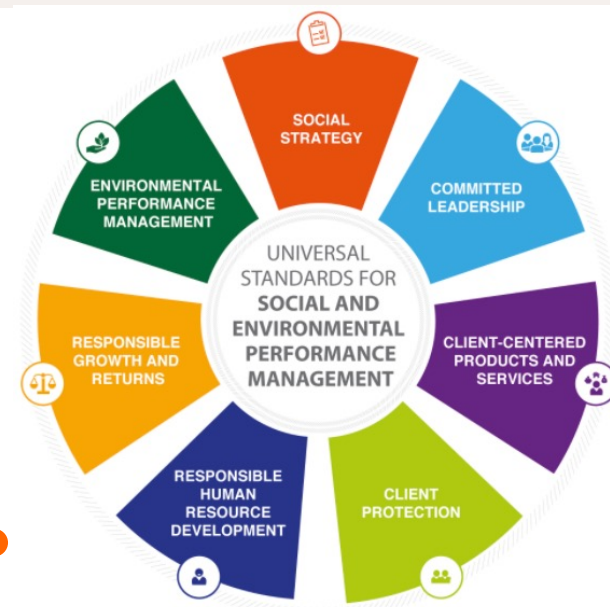 SOCIAL
STRATEGY
COMMITTED
LEADERSHIP
CLIENT-CENTERED
PRODUCTS AND
SERVICES
CLIENT
PROTECTION
RESPONSIBLE
HUMAN
RESOURCE
DEVELOPMENT
RESPONSIBLE
GROWTH AND
RETURNS
ENVIRONMENTAL
PERFORMANCE
MANAGEMENT
UNIVERSAL
STANDARDS FOR
SOCIAL AND
ENVIRONMENTAL
PERFORMANCE
MANAGEMENT